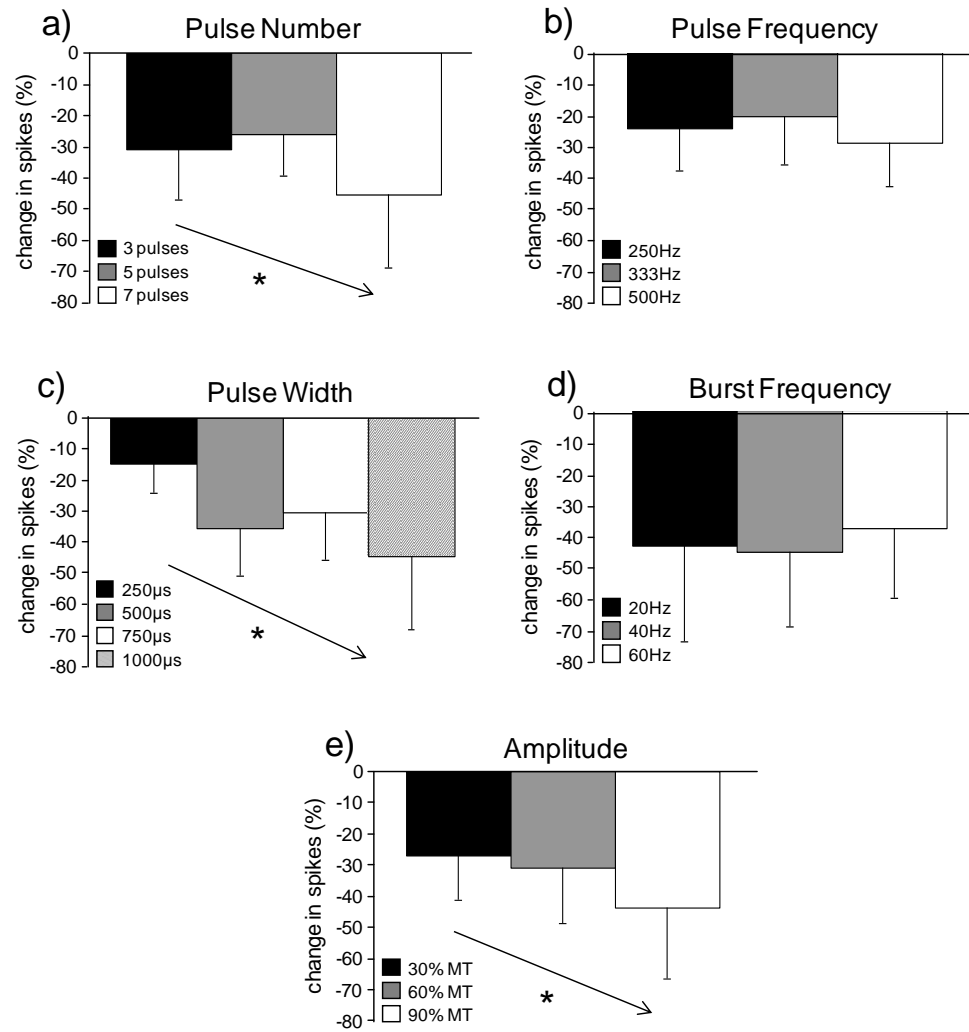 a)
Pulse Number
change in spikes (%)
0
-10
-20
-30
-40
-50
-60
-70
-80
3 pulses
5 pulses
7 pulses
*
b)
Pulse Frequency
change in spikes (%)
0
-10
-20
-30
-40
-50
-60
-70
-80
250Hz
333Hz
500Hz
c)
Pulse Width
change in spikes (%)
0
-10
-20
-30
-40
-50
-60
-70
-80
250µs
500µs
750µs
1000µs
*
d)
Burst Frequency
change in spikes (%)
0
-10
-20
-30
-40
-50
-60
-70
-80
20Hz
40Hz
60Hz
e)
Amplitude
change in spikes (%)
0
-10
-20
-30
-40
-50
-60
-70
-80
30% MT
60% MT
90% MT
*